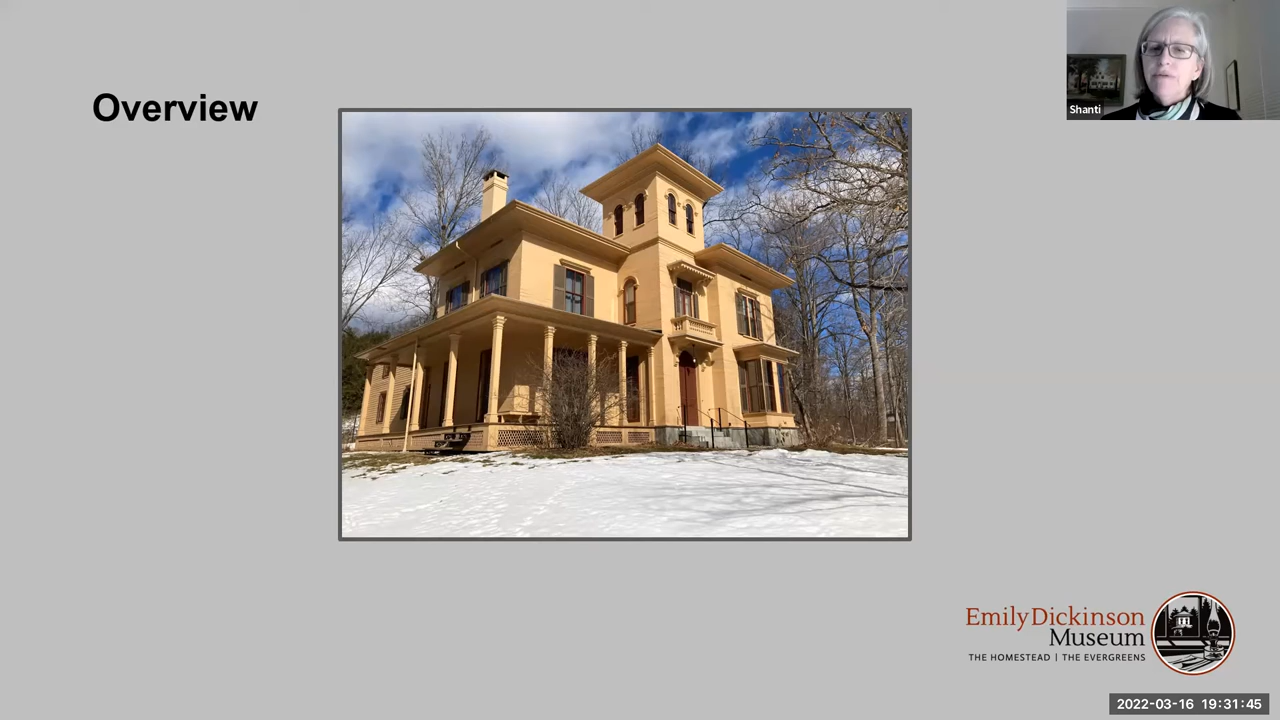 Overview
Shanti
Emily Dickinson
Museum
THE HOMESTEAD | THE EVERGREENS
2022-03-16 19:31:45